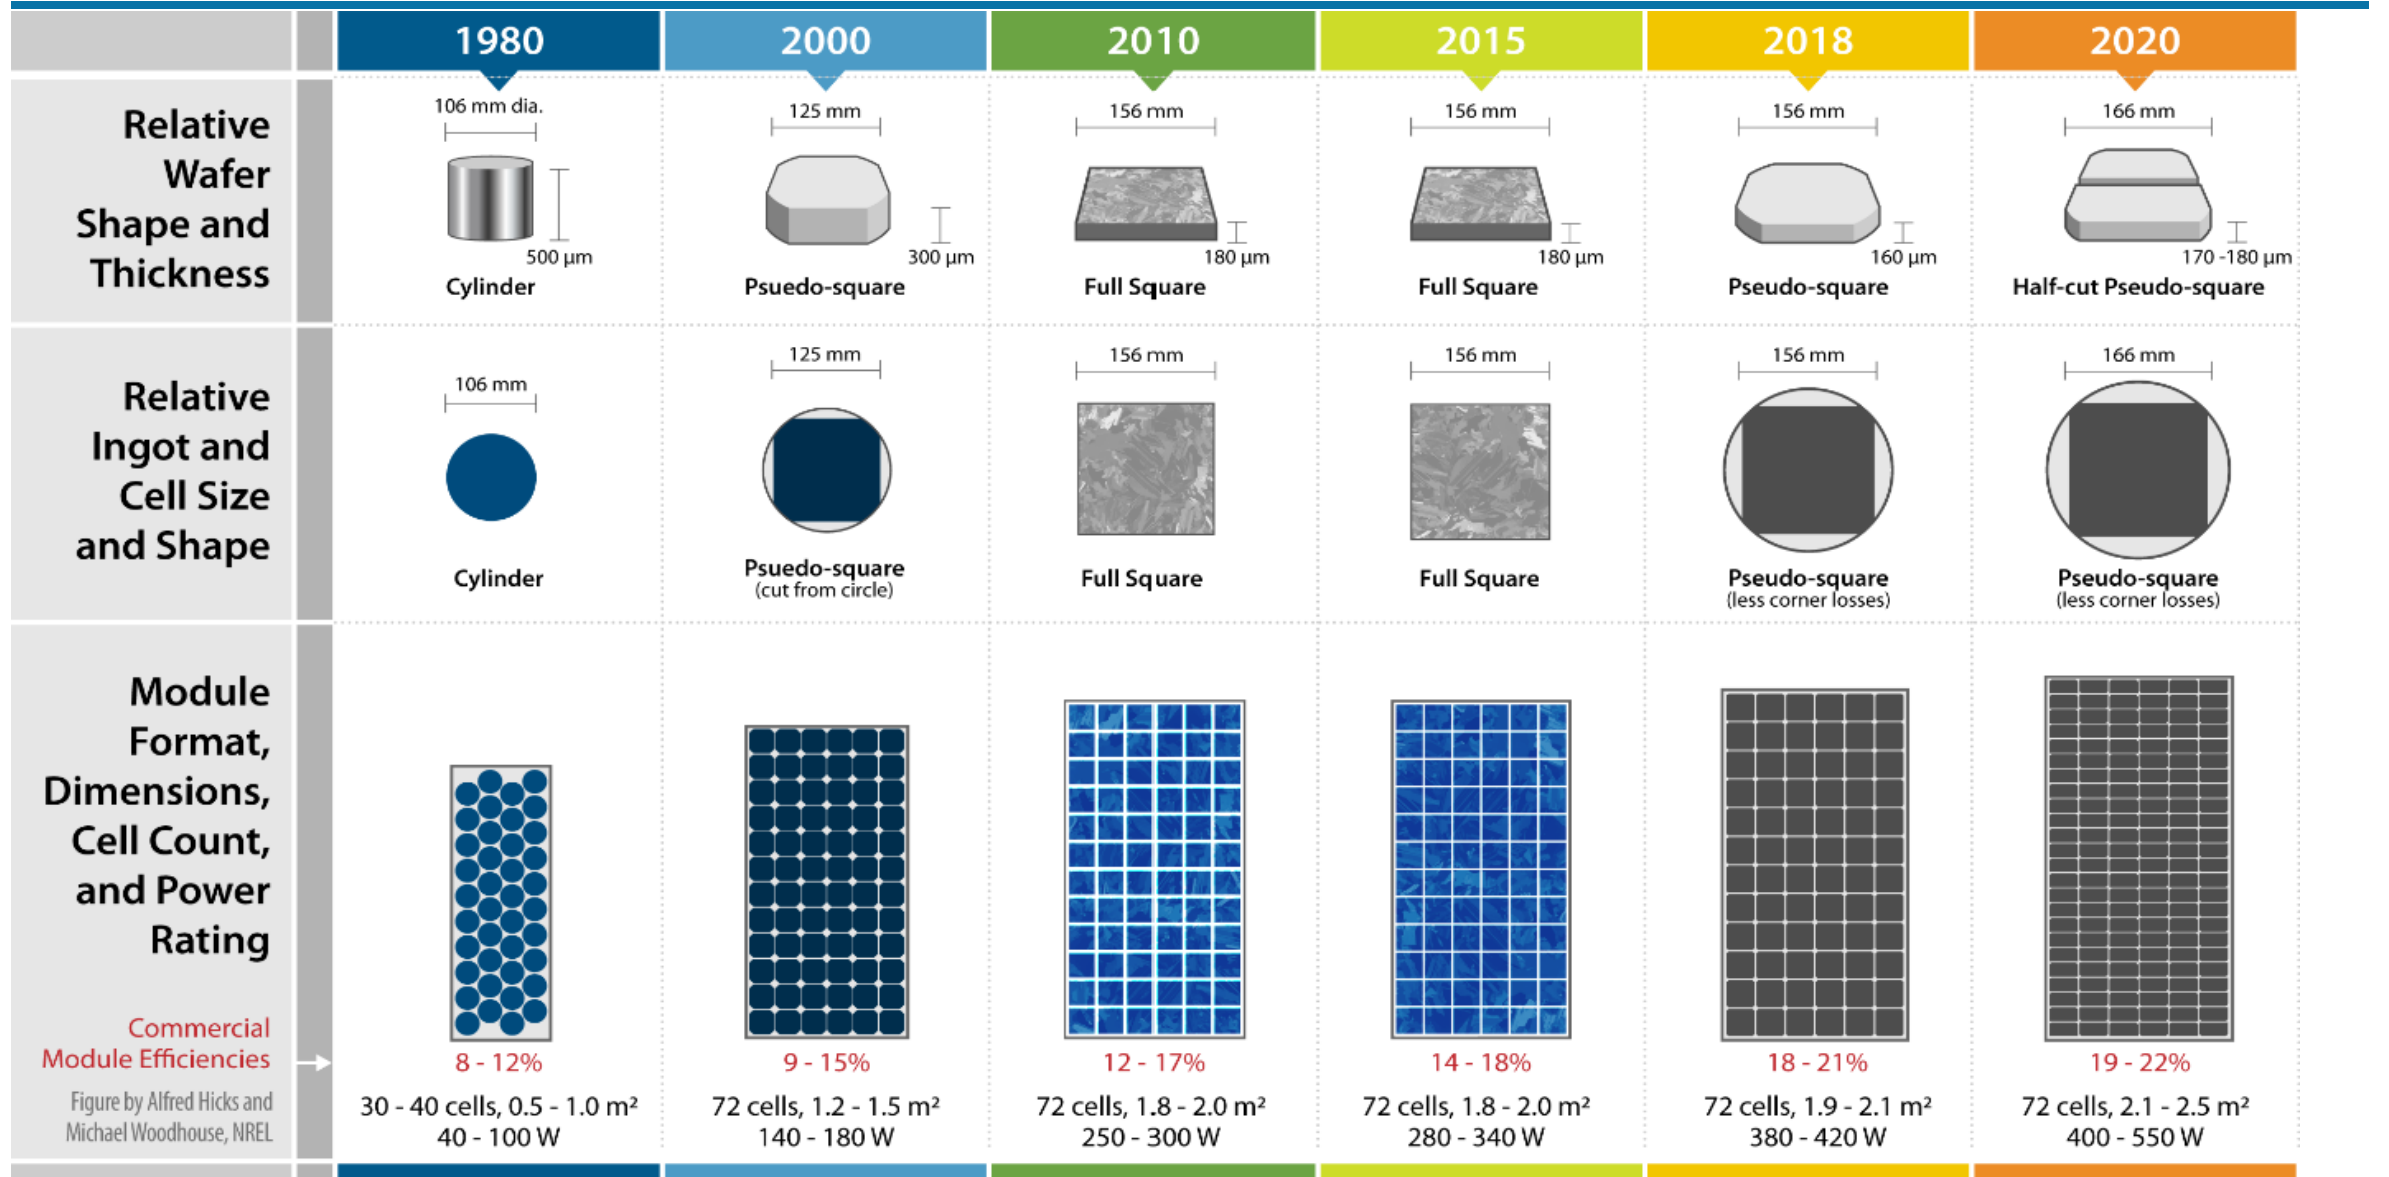 1980
2000
2010
2015
2018
2020
Relative
Wafer
Shape and
Thickness
106 mm dia.
500 µm
Cylinder
125 mm
300 µm
Psuedo-square
156 mm
180 µm
Full Square
156 mm
180 µm
Full Square
156 mm
160 µm
Pseudo-square
166 mm
170 -180 µm
Half-cut Pseudo-square
Relative
Ingot and
Cell Size
and Shape
106 mm
Cylinder
125 mm
Psuedo-square
(cut from circle)
156 mm
Full Square
156 mm
Full Square
156 mm
Pseudo-square
(less corner losses)
166 mm
Pseudo-square
(less corner losses)
Module
Format,
Dimensions,
Cell Count,
and Power
Rating
Commercial
Module Efficiencies
Figure by Alfred Hicks and
Michael Woodhouse, NREL
8 - 12%
30 - 40 cells, 0.5 - 1.0 m²
40 - 100 W
9 - 15%
72 cells, 1.2 - 1.5 m²
140 - 180 W
12 - 17%
72 cells, 1.8 - 2.0 m²
250 - 300 W
14 - 18%
72 cells, 1.8 - 2.0 m²
280 - 340 W
18 - 21%
72 cells, 1.9 - 2.1 m²
380 - 420 W
19 - 22%
72 cells, 2.1 - 2.5 m²
400 - 550 W